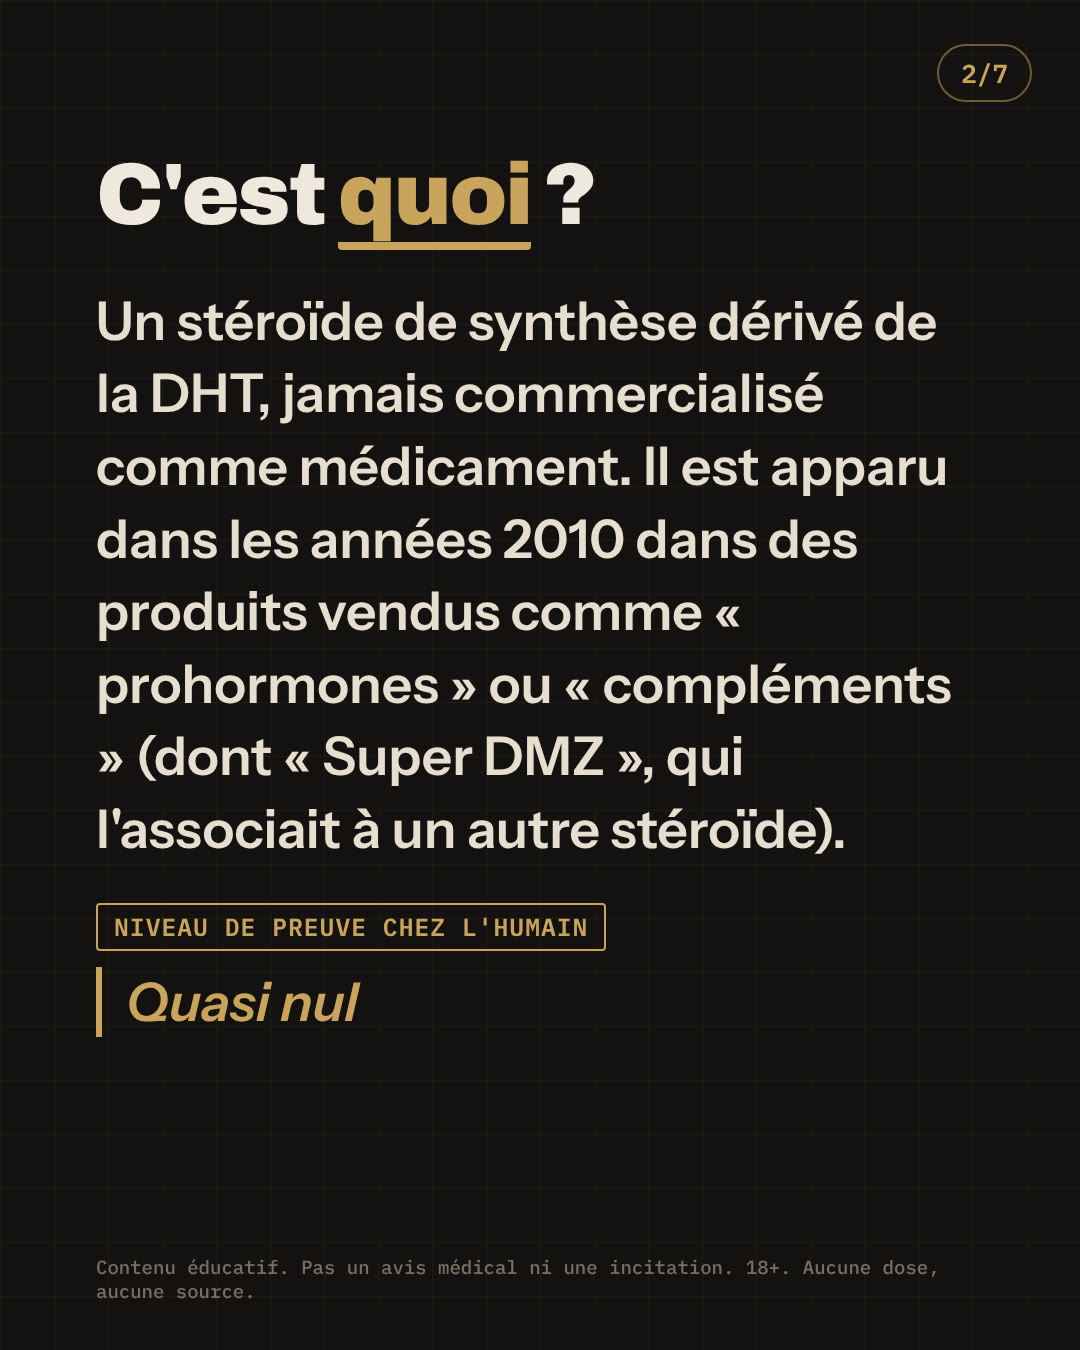 2/7
C'est quoi ?
Un stéroïde de synthèse dérivé de
la DHT, jamais commercialisé
comme médicament. Il est apparu
dans les années 2010 dans des
produits vendus comme «
prohormones » ou « compléments
» (dont « Super DMZ », qui
l'associait à un autre stéroïde).
NIVEAU DE PREUVE CHEZ L'HUMAIN
Quasi nul
Contenu éducatif. Pas un avis médical ni une incitation. 18+. Aucune dose,
aucune source.